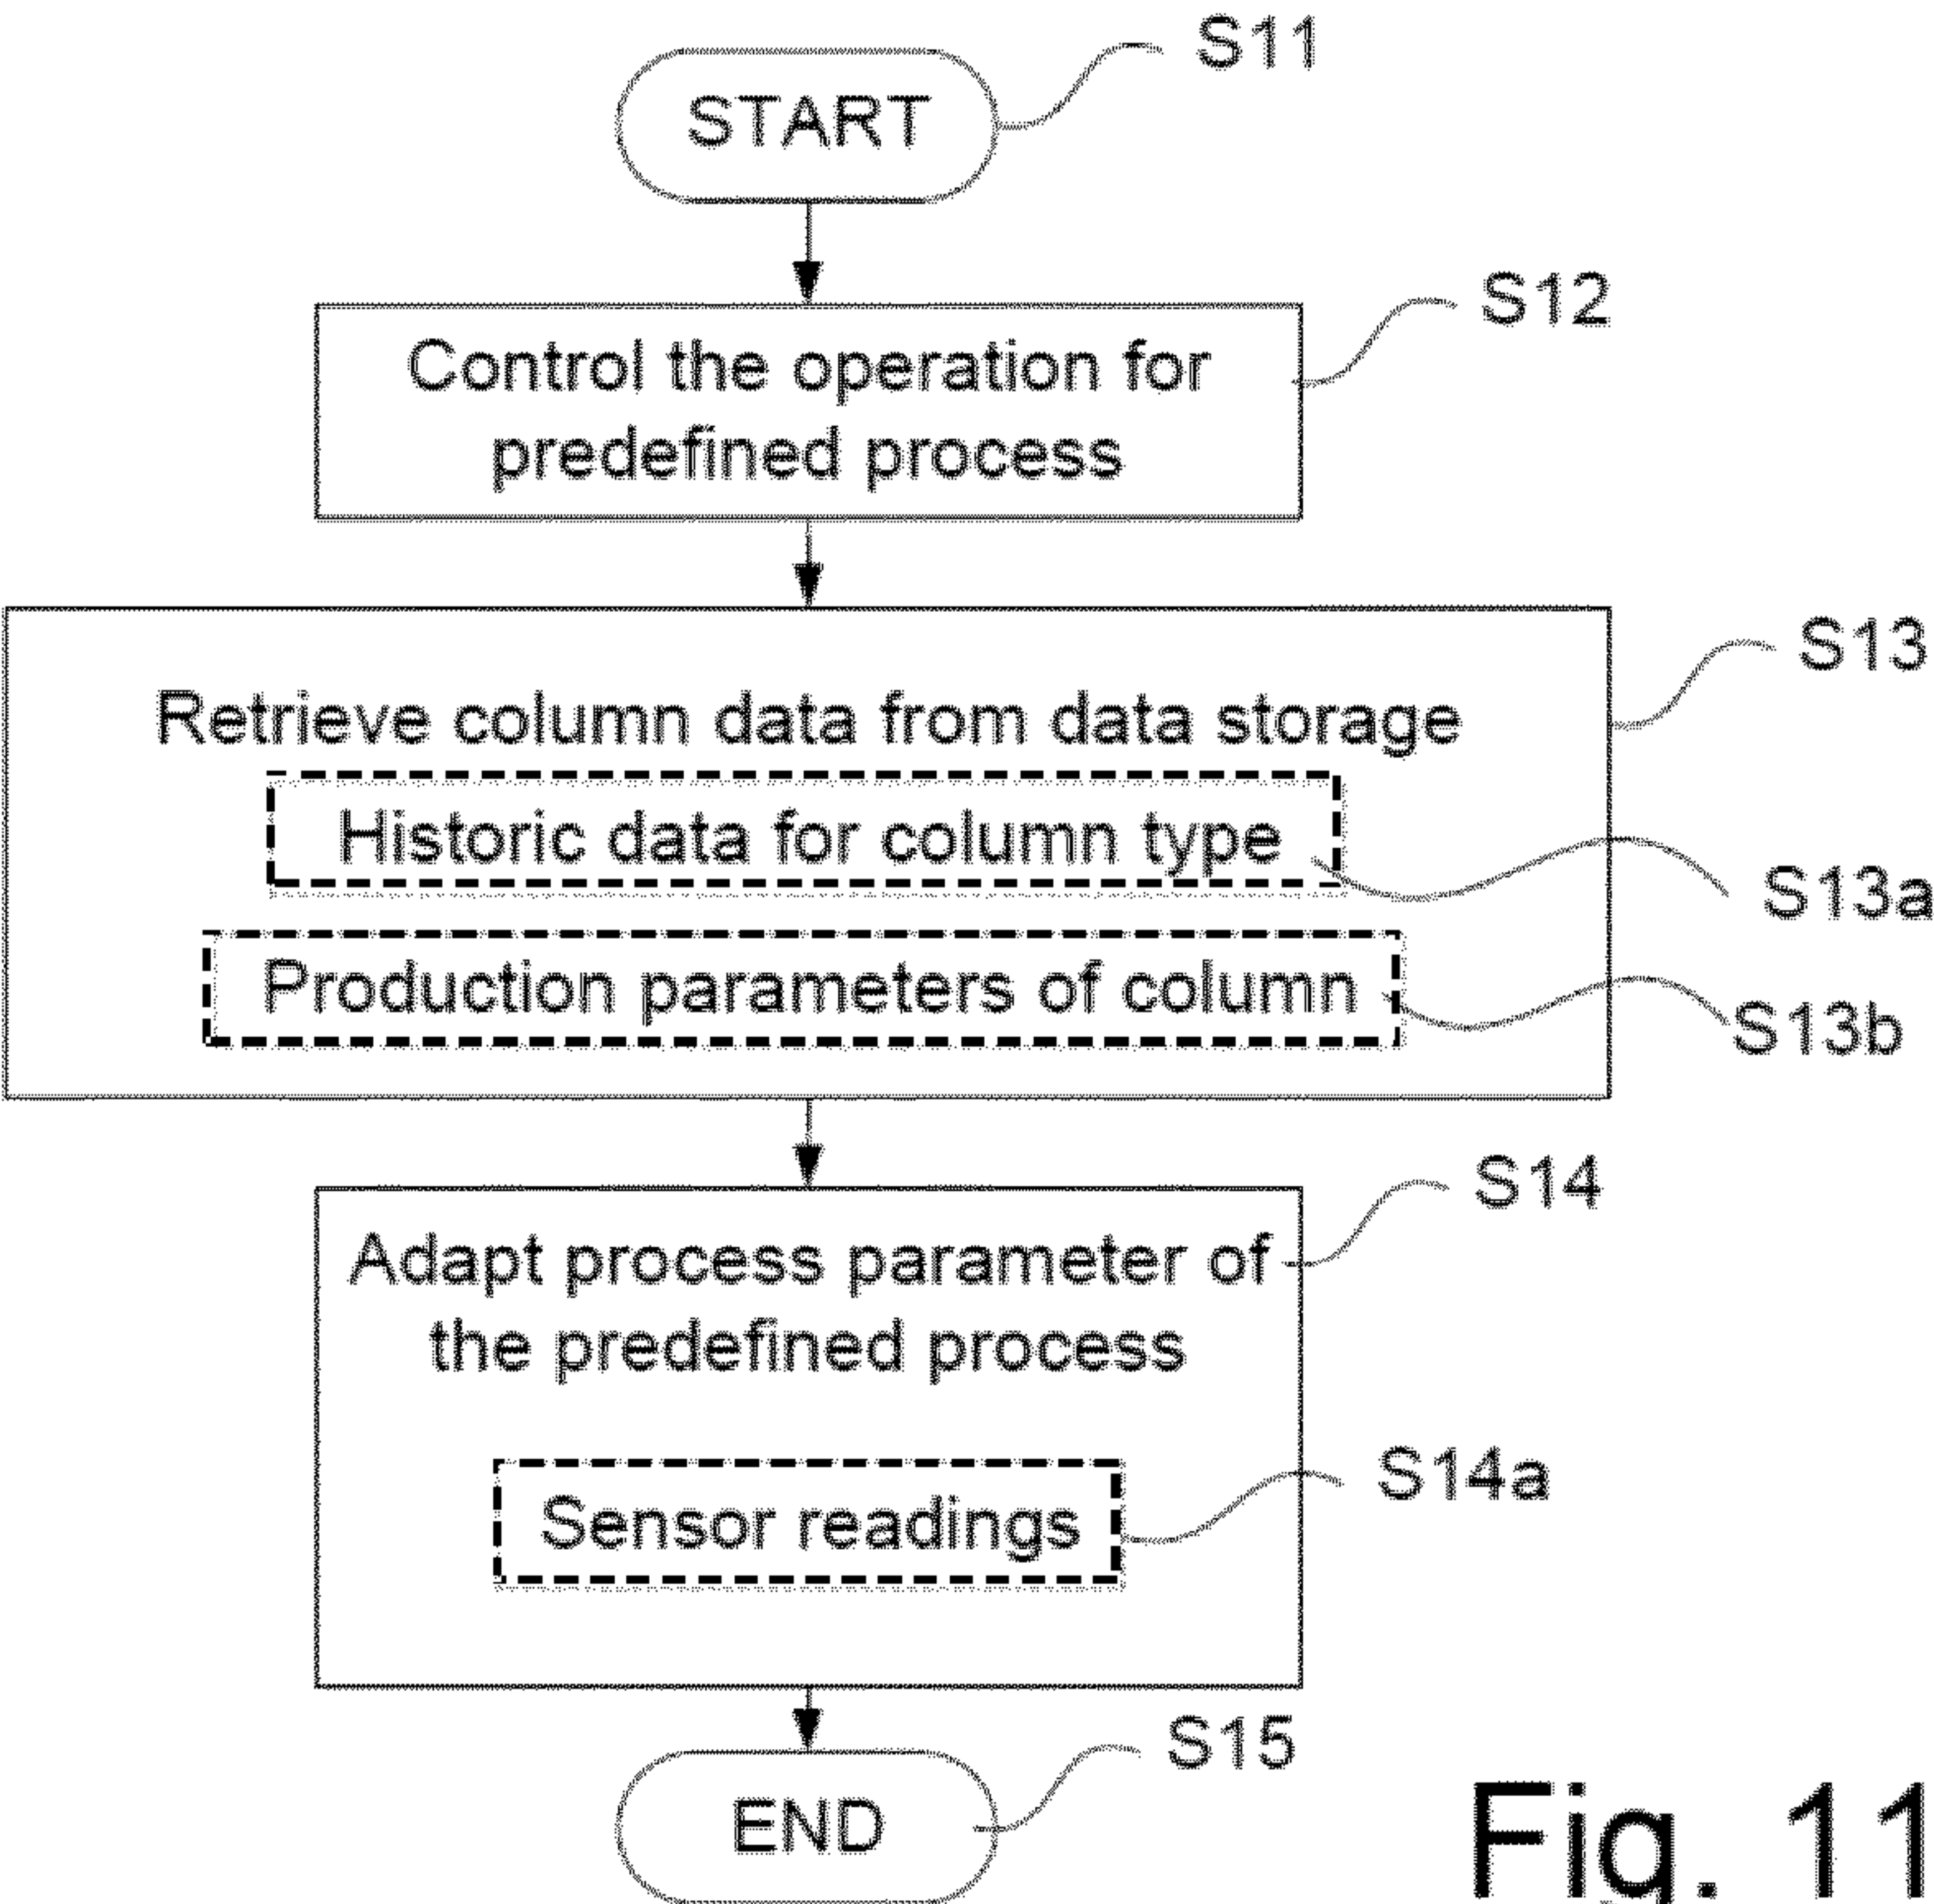 START
S11
Control the operation for
predefined process
S12
Retrieve column data from data storage
S13
Historic data for column type
S13a
Production parameters of column
S13b
Adapt process parameter of
the predefined process
S14
Sensor readings
S14a
END
S15
Fig. 11